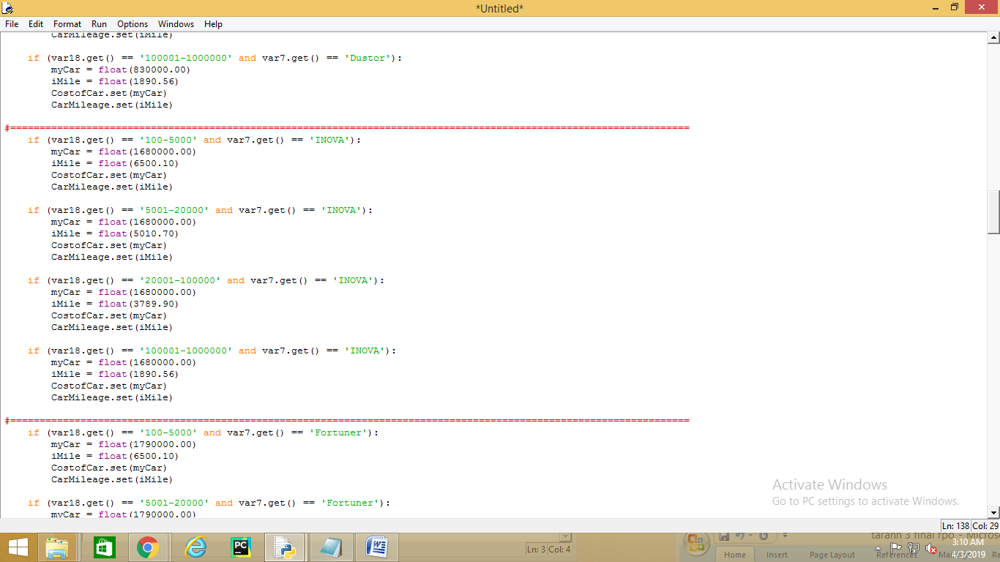 *Untitled*
File Edit Format Run Options Windows Help
CarMileage.set(iMile)
if (var18.get() == '100001-1000000' and var7.get() == 'Dustor'):
myCar = float(830000.00)
iMile = float(1890.56)
CostofCar.set(myCar)
CarMileage.set(iMile)
#====================================================================================================================
if (var18.get() == '100-5000' and var7.get() == 'INOVA'):
myCar = float(1680000.00)
iMile = float(6500.10)
CostofCar.set(myCar)
CarMileage.set(iMile)
if (var18.get() == '5001-20000' and var7.get() == 'INOVA'):
myCar = float(1680000.00)
iMile = float(5010.70)
CostofCar.set(myCar)
CarMileage.set(iMile)
if (var18.get() == '20001-100000' and var7.get() == 'INOVA'):
myCar = float(1680000.00)
iMile = float(3789.90)
CostofCar.set(myCar)
CarMileage.set(iMile)
if (var18.get() == '100001-1000000' and var7.get() == 'INOVA'):
myCar = float(1680000.00)
iMile = float(1890.56)
CostofCar.set(myCar)
CarMileage.set(iMile)
#====================================================================================================================
if (var18.get() == '100-5000' and var7.get() == 'Fortuner'):
myCar = float(1790000.00)
iMile = float(6500.10)
CostofCar.set(myCar)
CarMileage.set(iMile)
if (var18.get() == '5001-20000' and var7.get() == 'Fortuner'):
myCar = float(1790000.00)
Activate Windows
Go to PC settings to activate Windows.
Ln: 138 Col: 29
PC
Ln: 3 Col: 4
final rpo - Microso
Home Insert Page Layout References
3:10 AM
4/3/2019